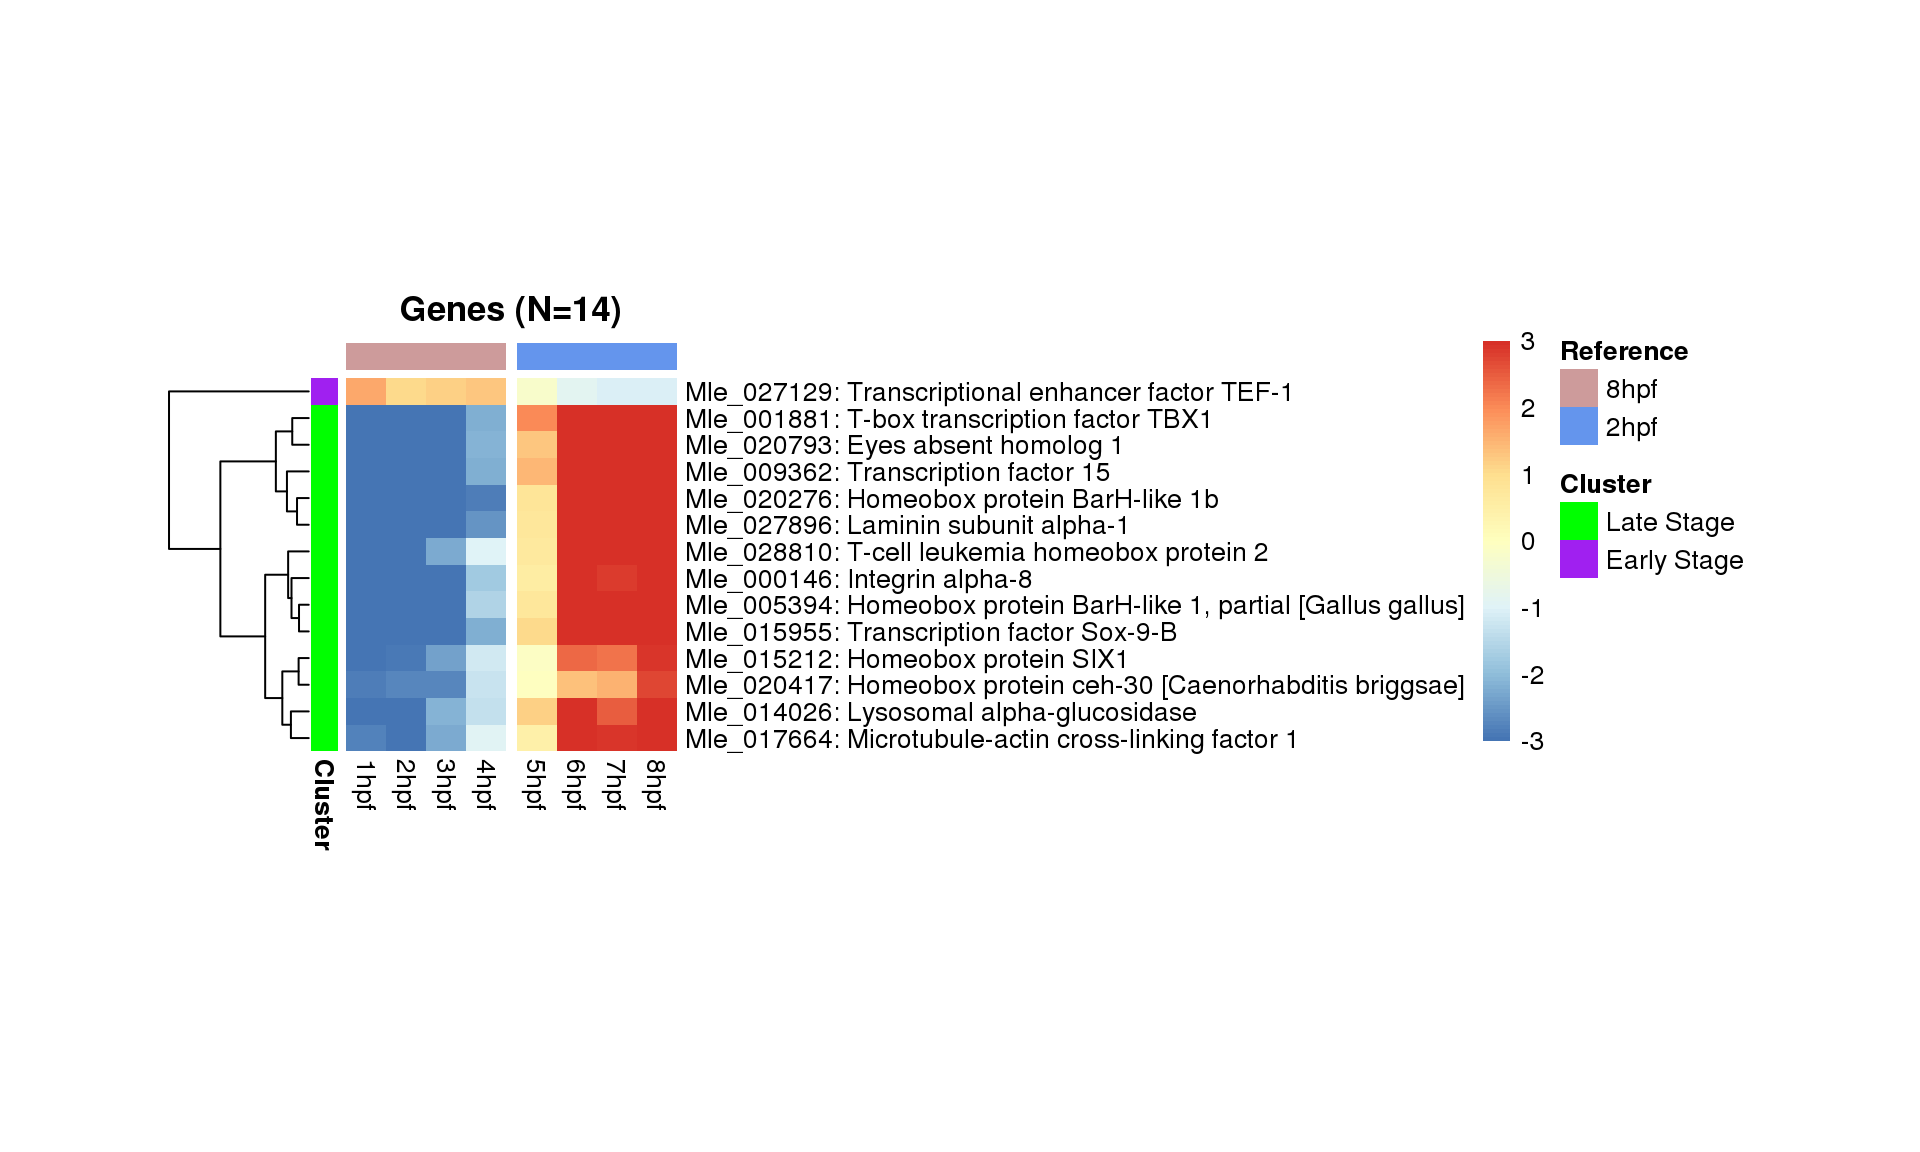 Genes (N=14)
Mle_027129: Transcriptional enhancer factor TEF-1
Mle_001881: T-box transcription factor TBX1
Mle_020793: Eyes absent homolog 1
Mle_009362: Transcription factor 15
Mle_020276: Homeobox protein BarH-like 1b
Mle_027896: Laminin subunit alpha-1
Mle_028810: T-cell leukemia homeobox protein 2
Mle_000146: Integrin alpha-8
Mle_005394: Homeobox protein BarH-like 1, partial [Gallus gallus]
Mle_015955: Transcription factor Sox-9-B
Mle_015212: Homeobox protein SIX1
Mle_020417: Homeobox protein ceh-30 [Caenorhabditis briggsae]
Mle_014026: Lysosomal alpha-glucosidase
Mle_017664: Microtubule-actin cross-linking factor 1
Cluster
1hpf
2hpf
3hpf
4hpf
5hpf
6hpf
7hpf
8hpf
3
2
1
0
-1
-2
-3
Reference
8hpf
2hpf
Cluster
Late Stage
Early Stage